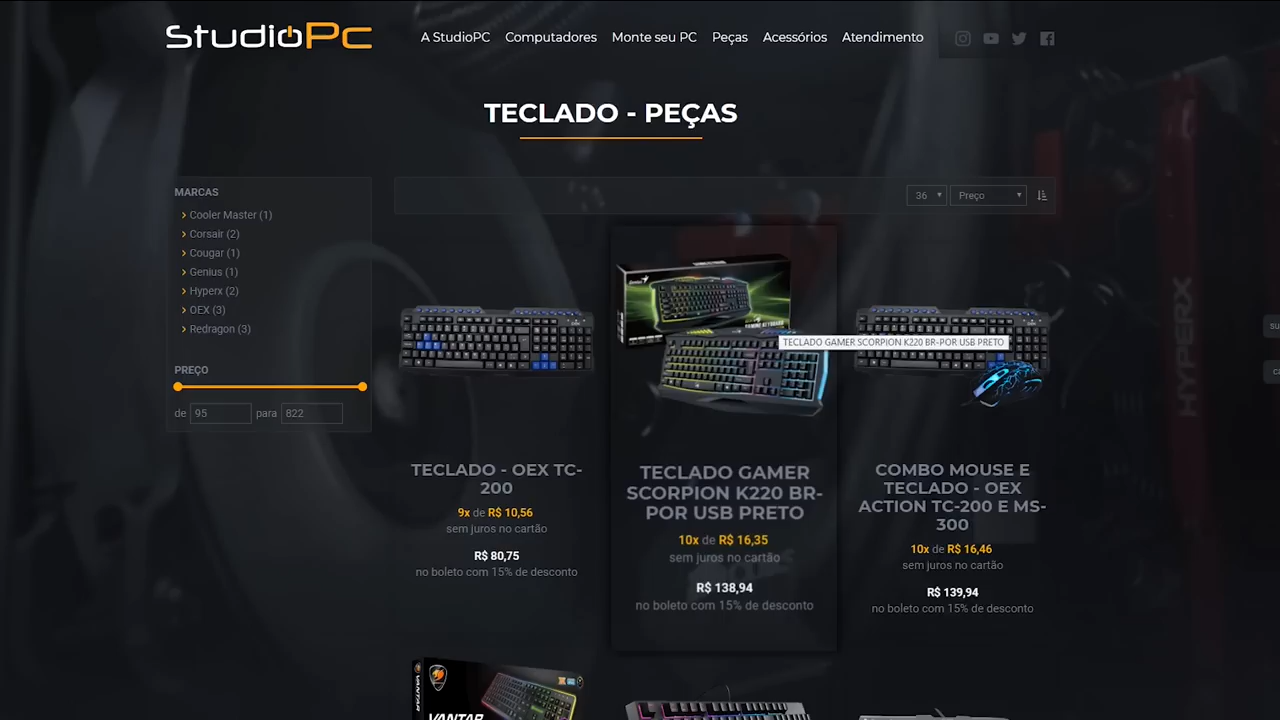 StudioPc
A StudioPC
Computadores
Monte seu PC
Peças
Acessórios
Atendimento
TECLADO - PEÇAS
MARCAS
Cooler Master (1)
Corsair (2)
Cougar (1)
Genius (1)
Hyperx (2)
OEX (3)
Redragon (3)
PREÇO
de 95 para 822
36
Preço
TECLADO GAMER SCORPION K220 BR-POR USB PRETO
HYPERX
TECLADO - OEX TC-
200
9x de R$ 10,56
sem juros no cartão
R$ 80,75
no boleto com 15% de desconto
TECLADO GAMER
SCORPION K220 BR-
POR USB PRETO
10x de R$ 16,35
sem juros no cartão
R$ 138,94
no boleto com 15% de desconto
COMBO MOUSE E
TECLADO - OEX
ACTION TC-200 E MS-
300
10x de R$ 16,46
sem juros no cartão
R$ 139,94
no boleto com 15% de desconto
VANTAR